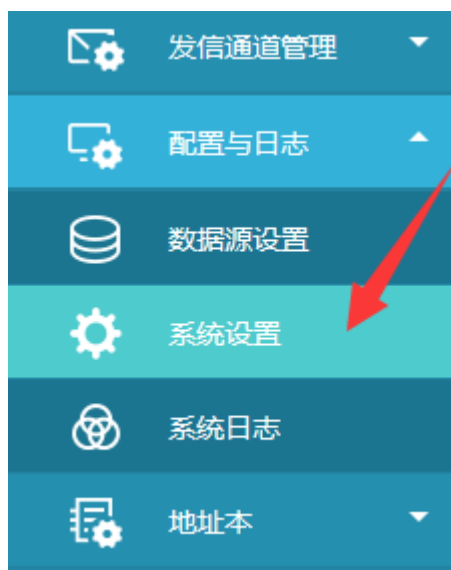 发信通道管理
配置与日志
数据源设置
系统设置
系统日志
地址本